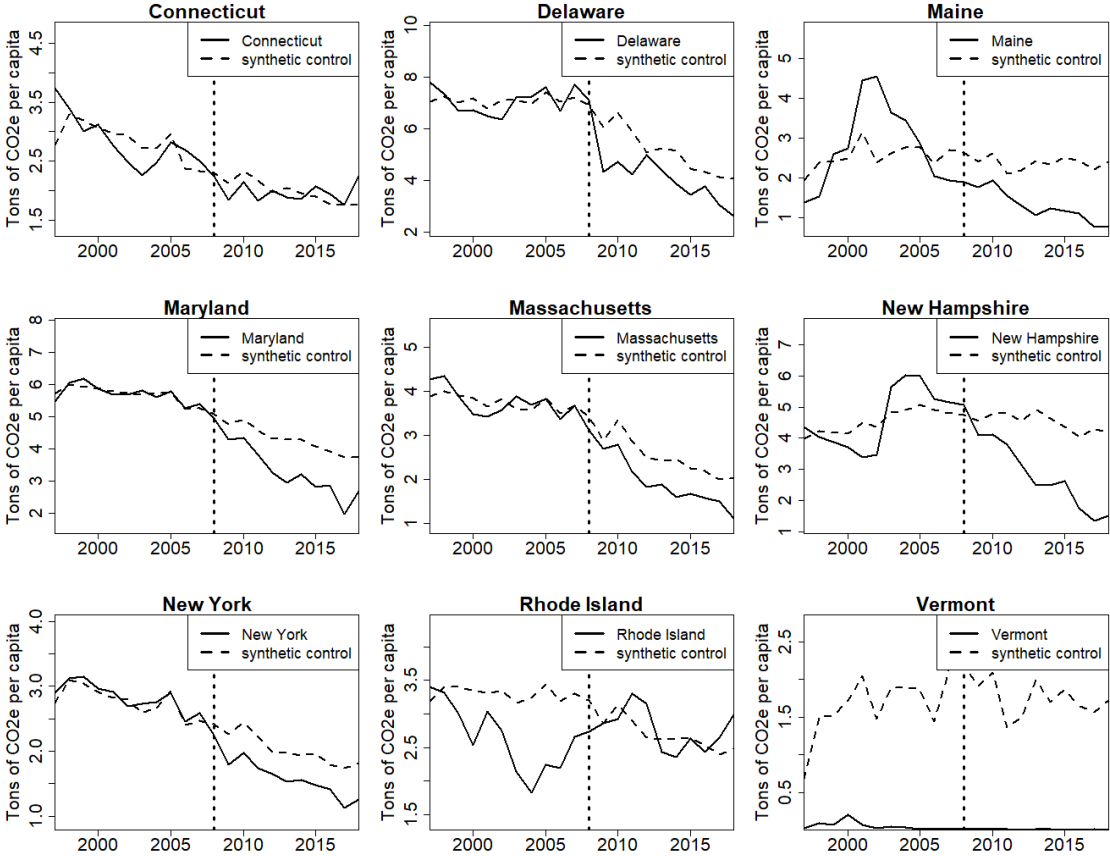 Connecticut
Tons of CO2e per capita
4.5
3.5
2.5
1.5
Connecticut
synthetic control
2000 2005 2010 2015
Delaware
Tons of CO2e per capita
10
8
6
4
2
Delaware
synthetic control
2000 2005 2010 2015
Maine
Tons of CO2e per capita
5
4
3
2
1
Maine
synthetic control
2000 2005 2010 2015
Maryland
Tons of CO2e per capita
8
7
6
5
4
3
2
Maryland
synthetic control
2000 2005 2010 2015
Massachusetts
Tons of CO2e per capita
5
4
3
2
1
Massachusetts
synthetic control
2000 2005 2010 2015
New Hampshire
Tons of CO2e per capita
7
6
5
4
3
2
1
New Hampshire
synthetic control
2000 2005 2010 2015
New York
Tons of CO2e per capita
4.0
3.0
2.0
1.0
New York
synthetic control
2000 2005 2010 2015
Rhode Island
Tons of CO2e per capita
3.5
2.5
1.5
Rhode Island
synthetic control
2000 2005 2010 2015
Vermont
Tons of CO2e per capita
2.5
1.5
0.5
Vermont
synthetic control
2000 2005 2010 2015